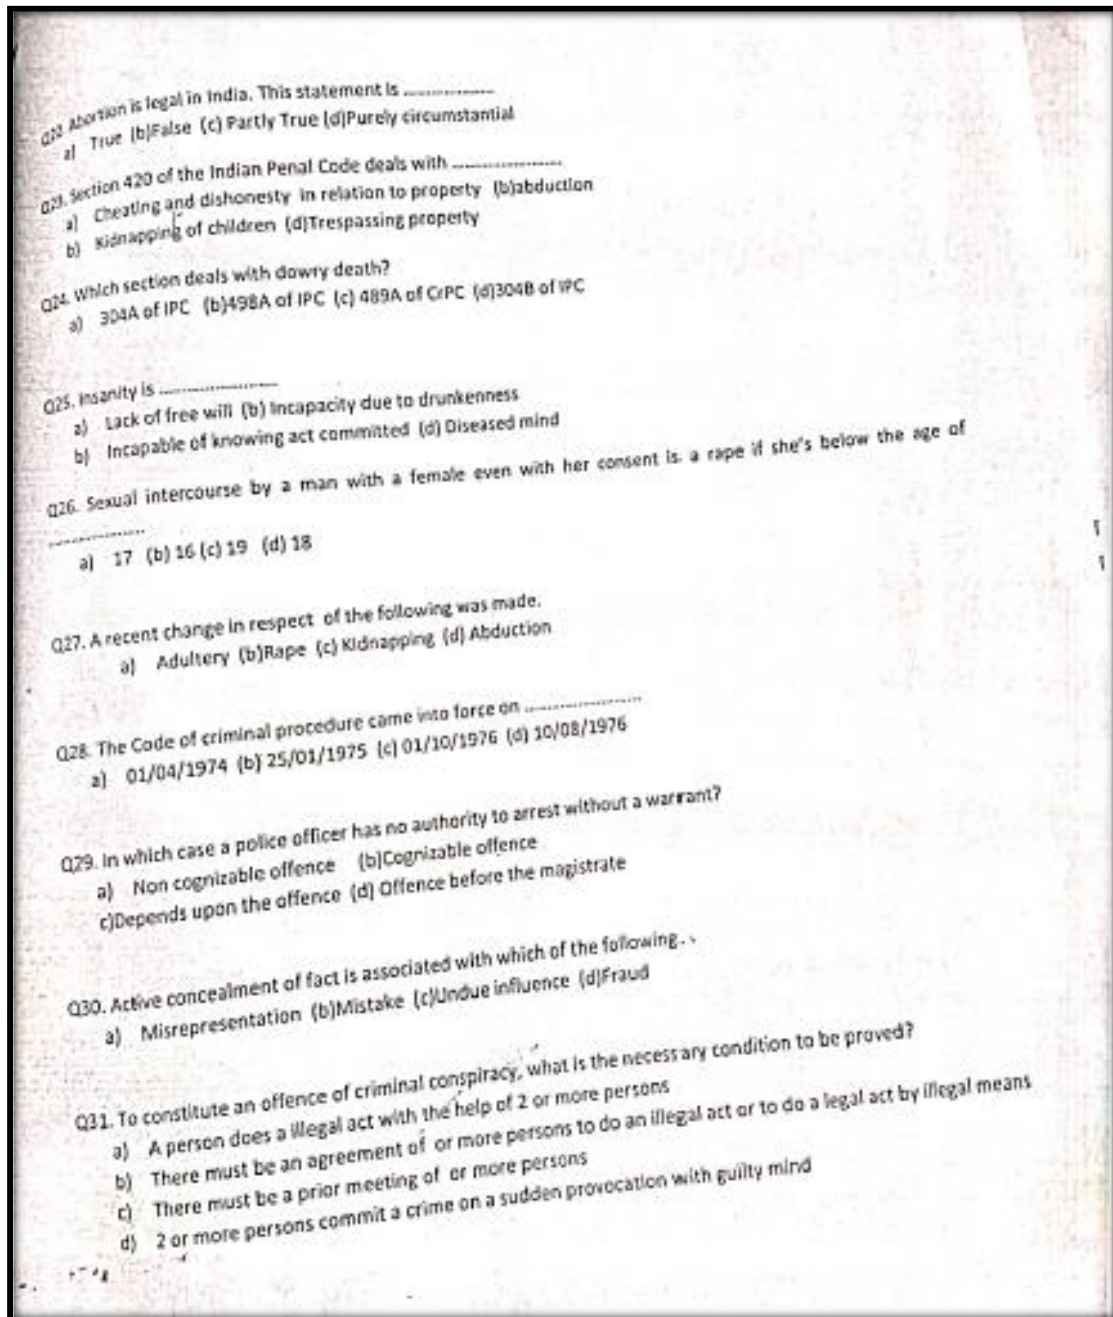 Q22. Abortion is legal in India. This statement is ..................
a) True (b)False (c) Partly True (d)Purely circumstantial
Q23. Section 420 of the Indian Penal Code deals with .....................
a) Cheating and dishonesty in relation to property (b)abduction
b) Kidnapping of children (d)Trespassing property
Q24. Which section deals with dowry death?
a) 304A of IPC (b)498A of IPC (c) 489A of CrPC (d)304B of IPC
Q25. Insanity is .......................
a) Lack of free will (b) Incapacity due to drunkenness
b) Incapable of knowing act committed (d) Diseased mind
Q26. Sexual intercourse by a man with a female even with her consent is a rape if she's below the age of
...................
a) 17 (b) 16 (c) 19 (d) 18
Q27. A recent change in respect of the following was made.
a) Adultery (b)Rape (c) Kidnapping (d) Abduction
Q28. The Code of criminal procedure came into force on .......................
a) 01/04/1974 (b) 25/01/1975 (c) 01/10/1976 (d) 10/08/1976
Q29. In which case a police officer has no authority to arrest without a warrant?
a) Non cognizable offence (b)Cognizable offence
c)Depends upon the offence (d) Offence before the magistrate
Q30. Active concealment of fact is associated with which of the following.
a) Misrepresentation (b)Mistake (c)Undue influence (d)Fraud
Q31. To constitute an offence of criminal conspiracy, what is the necessary condition to be proved?
a) A person does a illegal act with the help of 2 or more persons
b) There must be an agreement of or more persons to do an illegal act or to do a legal act by illegal means
c) There must be a prior meeting of or more persons
d) 2 or more persons commit a crime on a sudden provocation with guilty mind